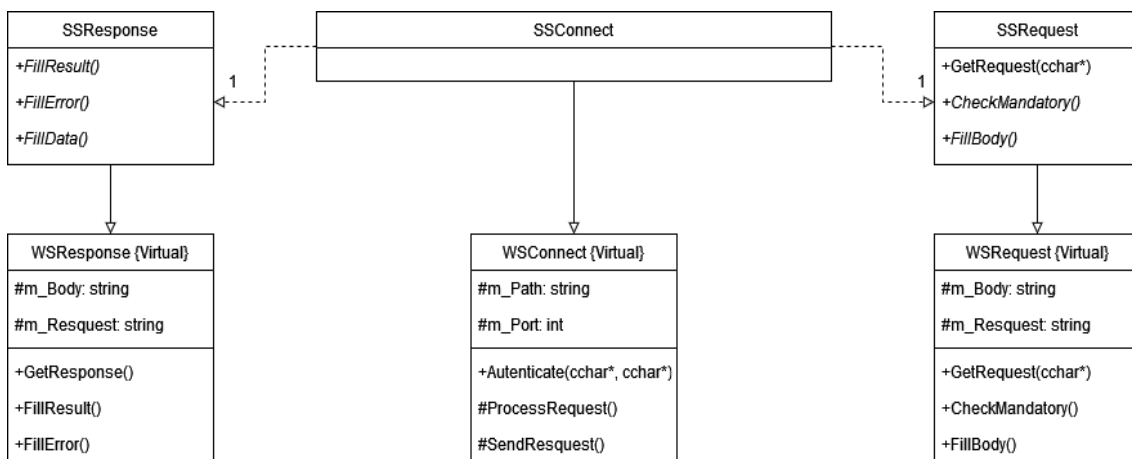 SSResponse
+FillResult()
+FillError()
+FillData()
1
SSConnect
1
SSRequest
+GetRequest(cchar*)
+CheckMandatory()
+FillBody()
WSResponse {Virtual}
#m_Body: string
#m_Resquest: string
+GetResponse()
+FillResult()
+FillError()
WSConnect {Virtual}
#m_Path: string
#m_Port: int
+Autenticate(cchar*, cchar*)
#ProcessRequest()
#SendResquest()
WSRequest {Virtual}
#m_Body: string
#m_Resquest: string
+GetRequest(cchar*)
+CheckMandatory()
+FillBody()